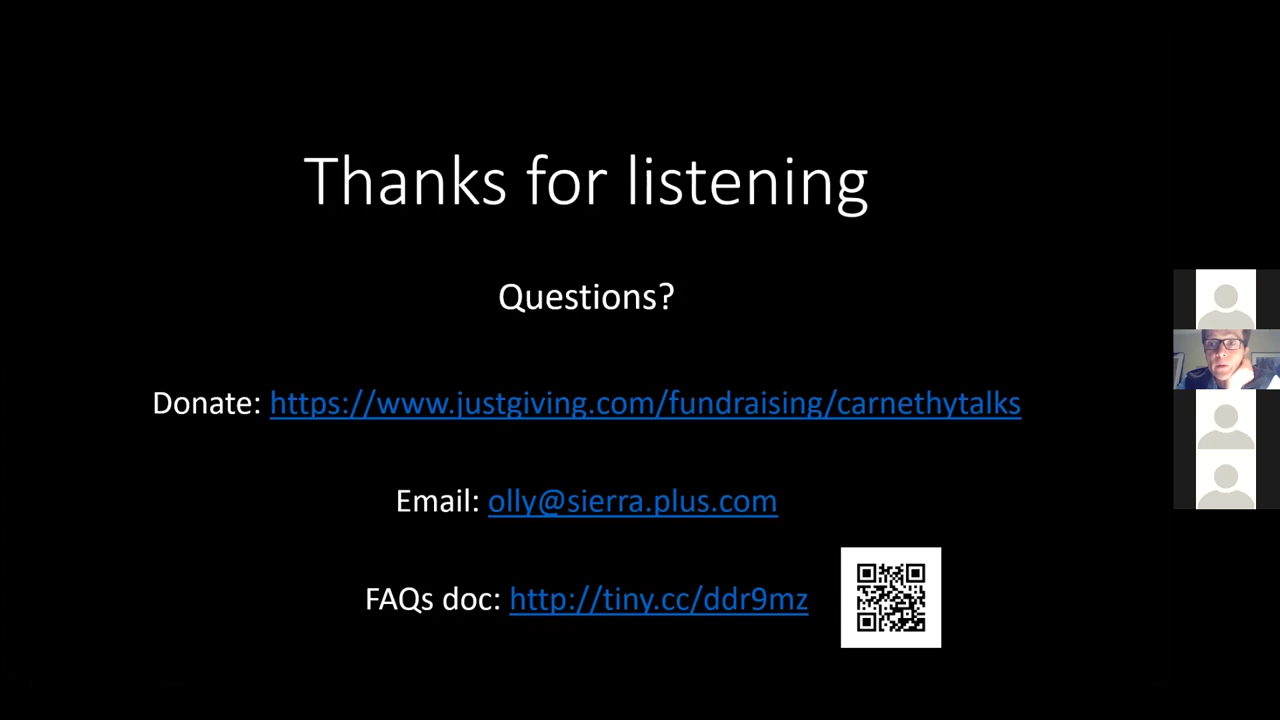 Thanks for listening
Questions?
Donate: https://www.justgiving.com/fundraising/carnethytalks
Email: olly@sierra.plus.com
FAQs doc: http://tiny.cc/ddr9mz